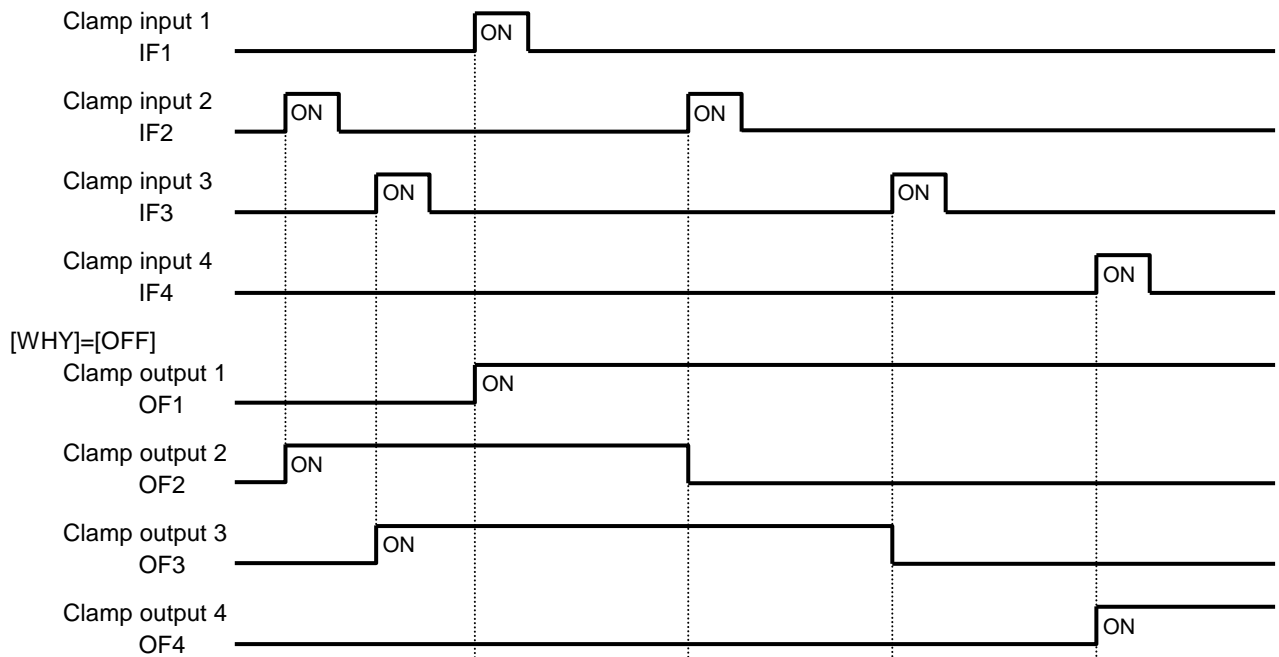 Clamp input 1
IF1
ON
Clamp input 2
IF2
ON
ON
Clamp input 3
IF3
ON
ON
Clamp input 4
IF4
ON
[WHY]=[OFF]
Clamp output 1
OF1
ON
Clamp output 2
OF2
ON
Clamp output 3
OF3
ON
Clamp output 4
OF4
ON